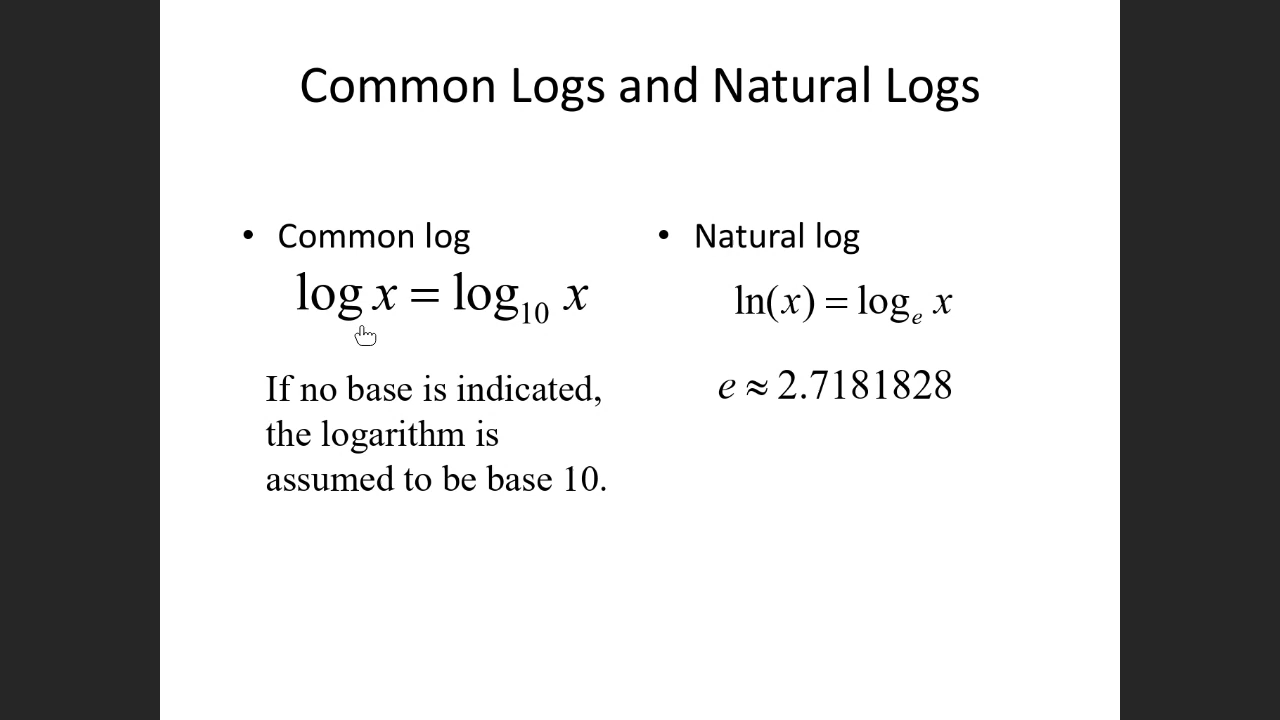 Common Logs and Natural Logs
• Common log
log x = log₁₀ x
If no base is indicated,
the logarithm is
assumed to be base 10.
• Natural log
ln(x) = logₑ x
e ≈ 2.7181828